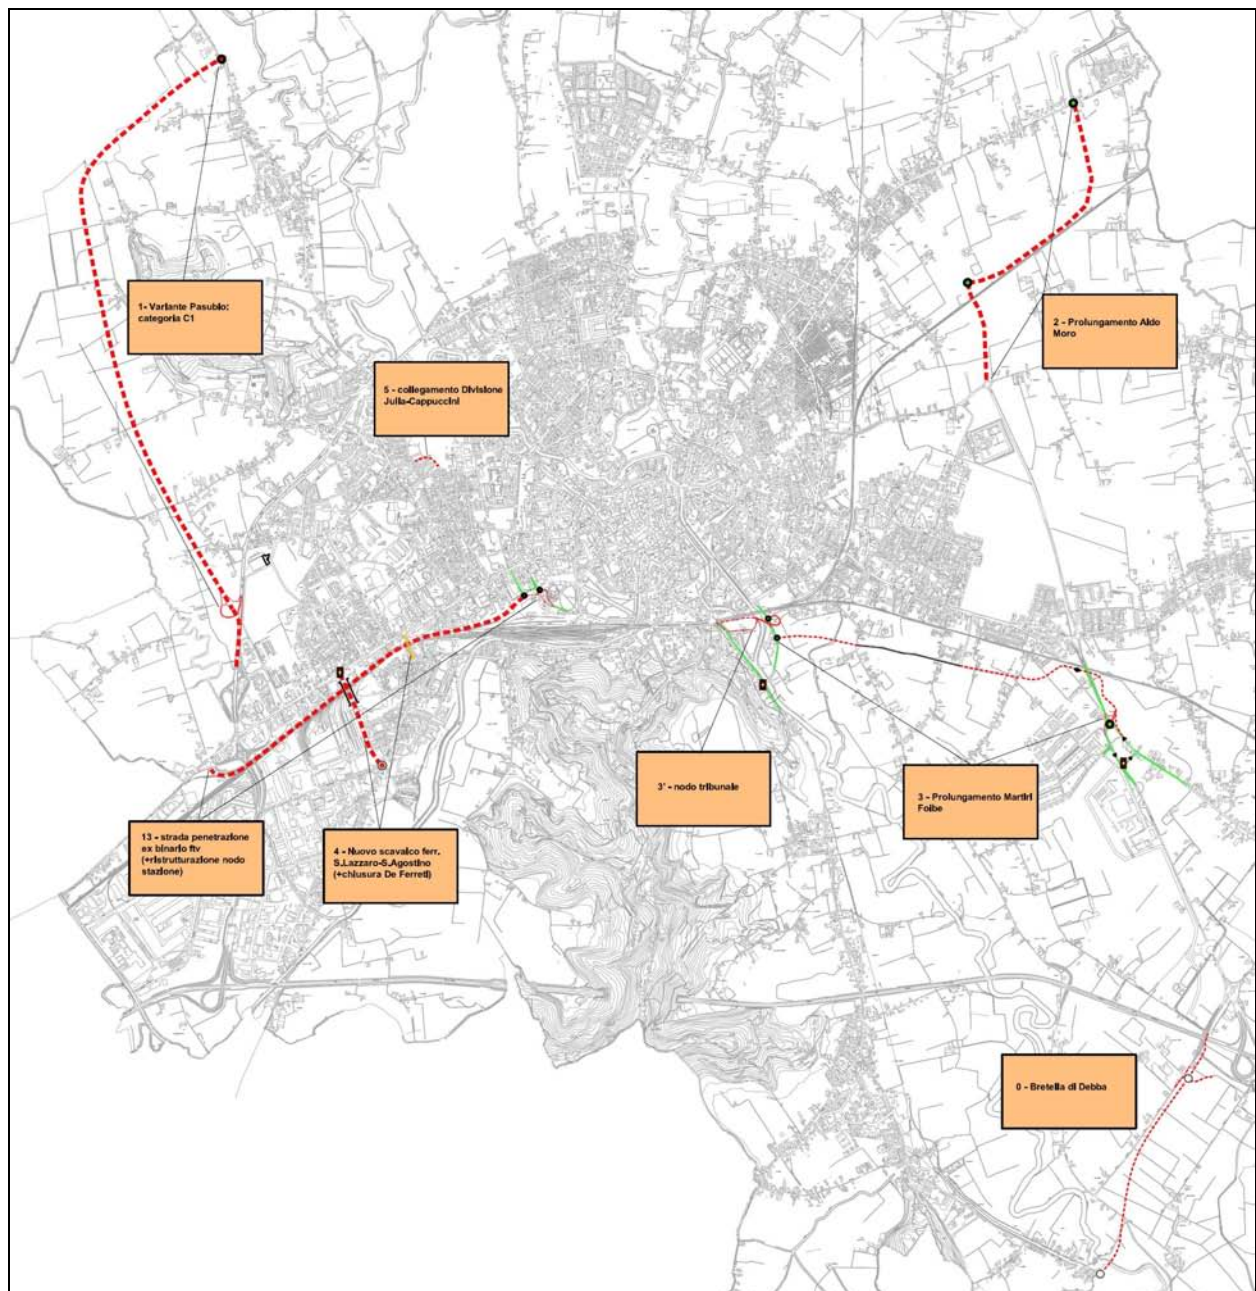 1- Variante Pasubio:
categoria C1
2 - Prolungamento Aldo
Moro
5 - collegamento Divisione
Julia-Cappuccini
3' - nodo tribunale
3 - Prolungamento Martiri
Foibe
13 - strada penetrazione
ex binario ftv
(+ristrutturazione nodo
stazione)
4 - Nuovo scavalco ferr.
S.Lazzaro-S.Agostino
(+chiusura De Ferreti)
0 - Bretella di Debba